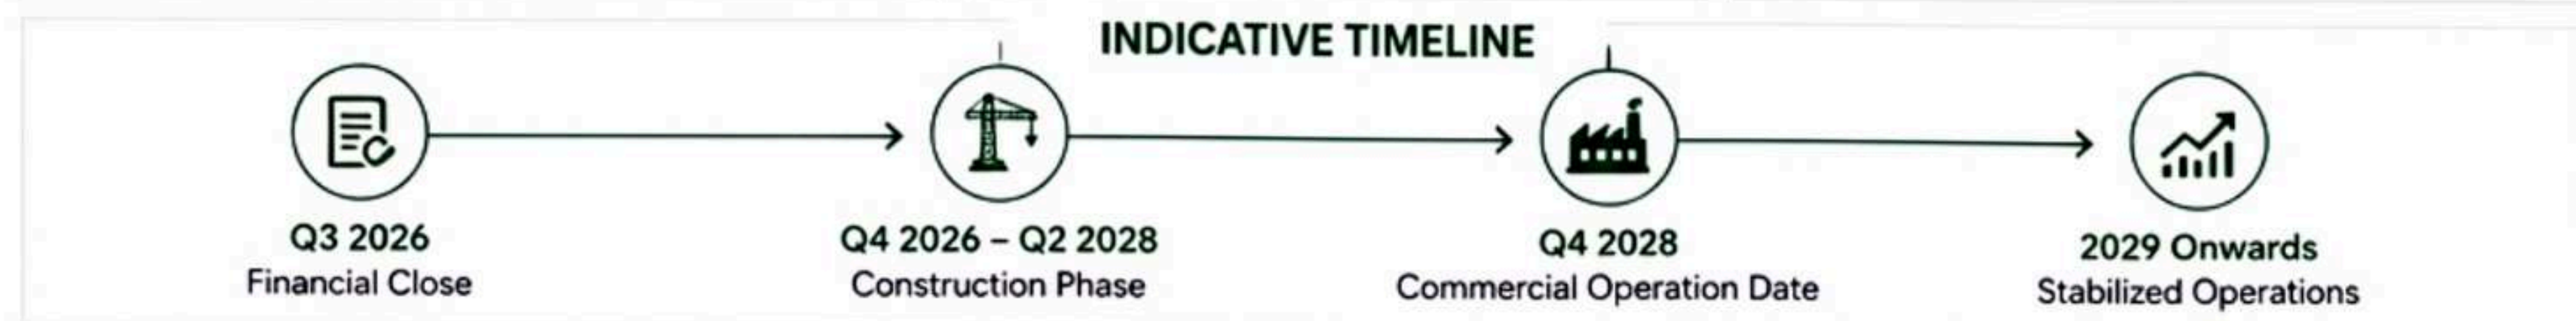 INDICATIVE TIMELINE
Q3 2026
Financial Close
Q4 2026 – Q2 2028
Construction Phase
Q4 2028
Commercial Operation Date
2029 Onwards
Stabilized Operations